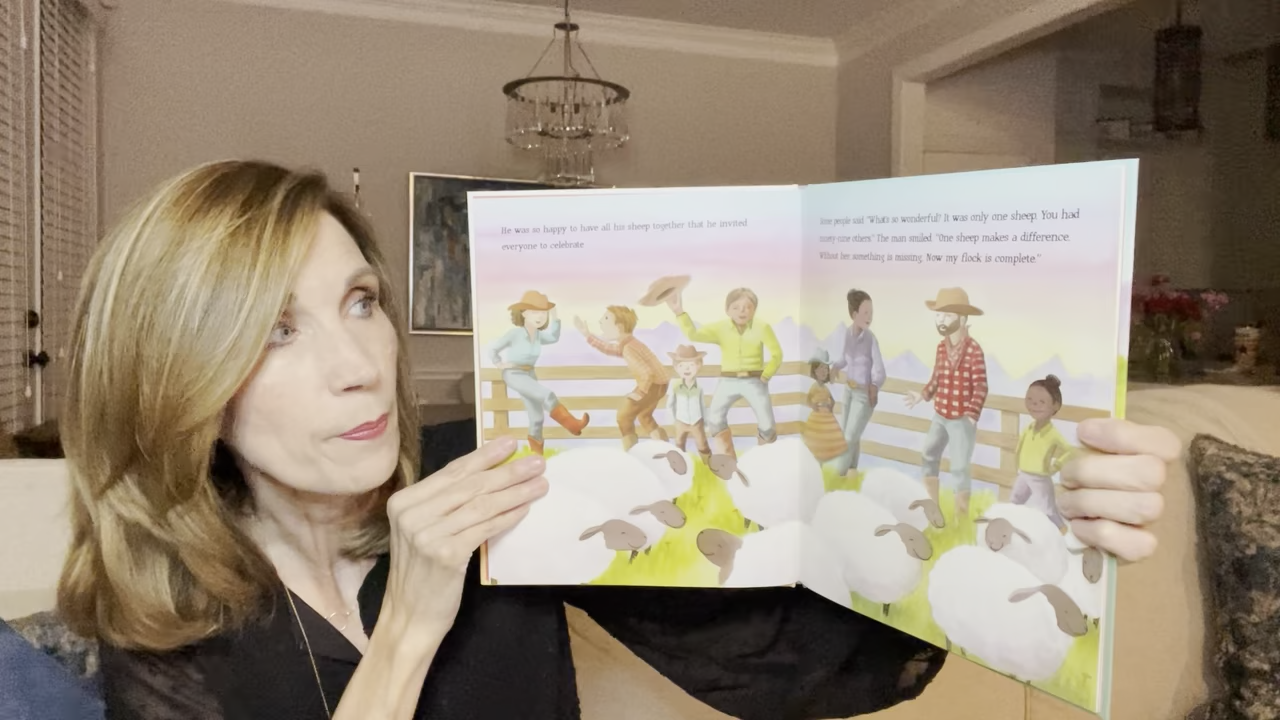 He was so happy to have all his sheep together that he invited
everyone to celebrate.
Some people said "What's so wonderful? It was only one sheep. You had
ninety-nine others." The man smiled. "One sheep makes a difference.
Without her something is missing. Now my flock is complete."